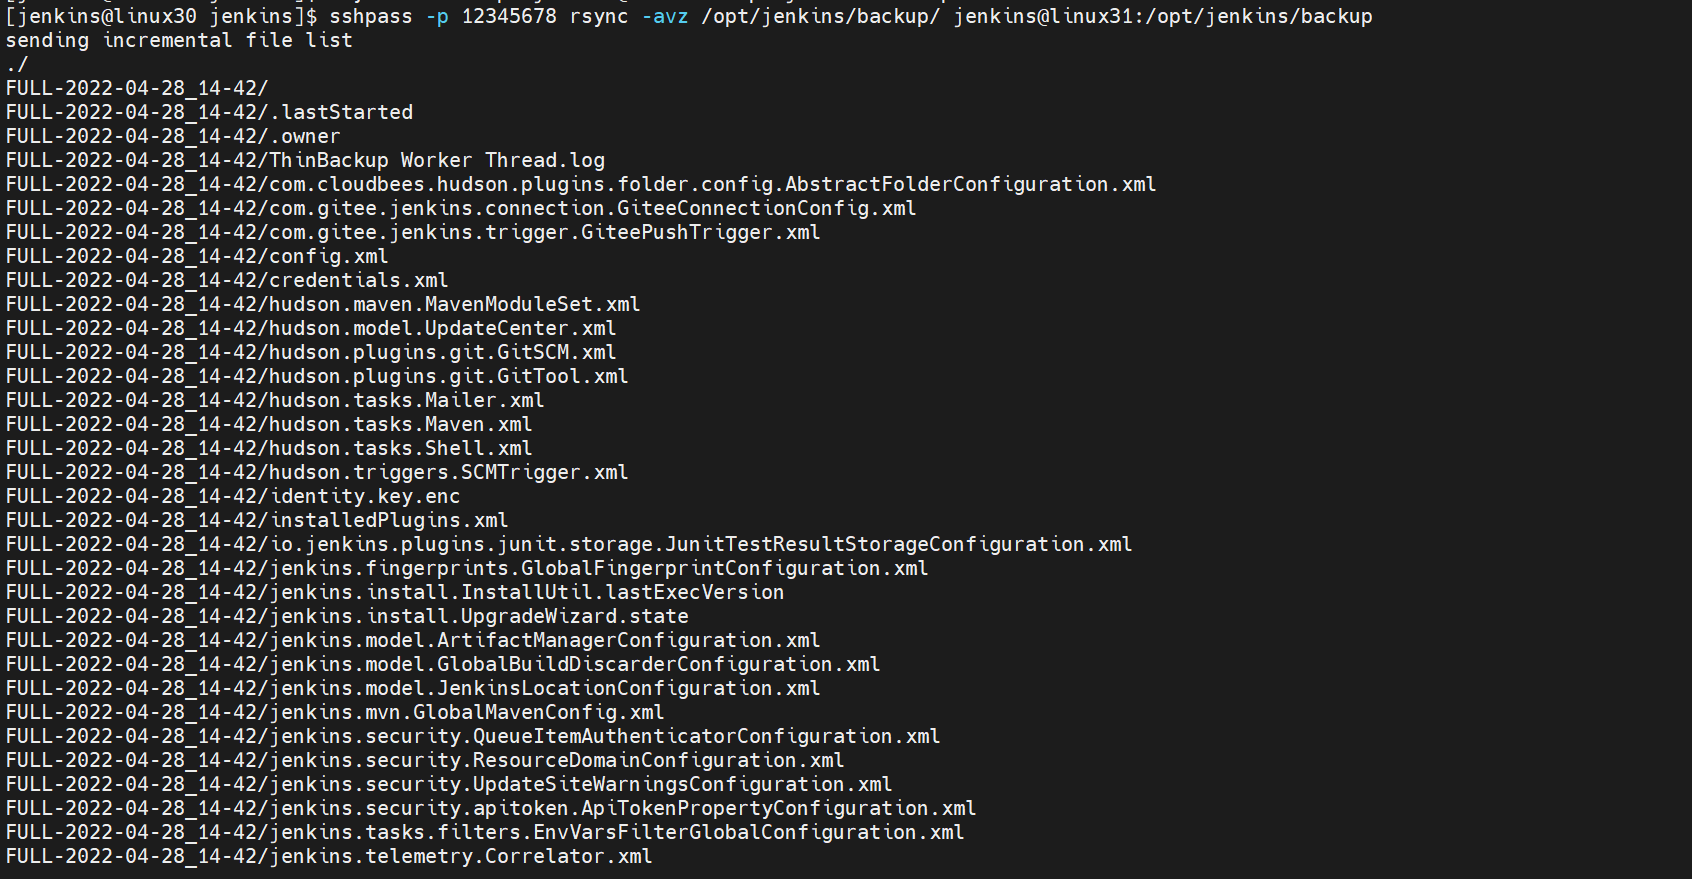 [jenkins@linux30 jenkins]$ sshpass -p 12345678 rsync -avz /opt/jenkins/backup/ jenkins@linux31:/opt/jenkins/backup
sending incremental file list
./
FULL-2022-04-28_14-42/
FULL-2022-04-28_14-42/.lastStarted
FULL-2022-04-28_14-42/.owner
FULL-2022-04-28_14-42/ThinBackup Worker Thread.log
FULL-2022-04-28_14-42/com.cloudbees.hudson.plugins.folder.config.AbstractFolderConfiguration.xml
FULL-2022-04-28_14-42/com.gitee.jenkins.connection.GiteeConnectionConfig.xml
FULL-2022-04-28_14-42/com.gitee.jenkins.trigger.GiteePushTrigger.xml
FULL-2022-04-28_14-42/config.xml
FULL-2022-04-28_14-42/credentials.xml
FULL-2022-04-28_14-42/hudson.maven.MavenModuleSet.xml
FULL-2022-04-28_14-42/hudson.model.UpdateCenter.xml
FULL-2022-04-28_14-42/hudson.plugins.git.GitSCM.xml
FULL-2022-04-28_14-42/hudson.plugins.git.GitTool.xml
FULL-2022-04-28_14-42/hudson.tasks.Mailer.xml
FULL-2022-04-28_14-42/hudson.tasks.Maven.xml
FULL-2022-04-28_14-42/hudson.tasks.Shell.xml
FULL-2022-04-28_14-42/hudson.triggers.SCMTrigger.xml
FULL-2022-04-28_14-42/identity.key.enc
FULL-2022-04-28_14-42/installedPlugins.xml
FULL-2022-04-28_14-42/io.jenkins.plugins.junit.storage.JunitTestResultStorageConfiguration.xml
FULL-2022-04-28_14-42/jenkins.fingerprints.GlobalFingerprintConfiguration.xml
FULL-2022-04-28_14-42/jenkins.install.InstallUtil.lastExecVersion
FULL-2022-04-28_14-42/jenkins.install.UpgradeWizard.state
FULL-2022-04-28_14-42/jenkins.model.ArtifactManagerConfiguration.xml
FULL-2022-04-28_14-42/jenkins.model.GlobalBuildDiscarderConfiguration.xml
FULL-2022-04-28_14-42/jenkins.model.JenkinsLocationConfiguration.xml
FULL-2022-04-28_14-42/jenkins.mvn.GlobalMavenConfig.xml
FULL-2022-04-28_14-42/jenkins.security.QueueItemAuthenticatorConfiguration.xml
FULL-2022-04-28_14-42/jenkins.security.ResourceDomainConfiguration.xml
FULL-2022-04-28_14-42/jenkins.security.UpdateSiteWarningsConfiguration.xml
FULL-2022-04-28_14-42/jenkins.security.apitoken.ApiTokenPropertyConfiguration.xml
FULL-2022-04-28_14-42/jenkins.tasks.filters.EnvVarsFilterGlobalConfiguration.xml
FULL-2022-04-28_14-42/jenkins.telemetry.Correlator.xml